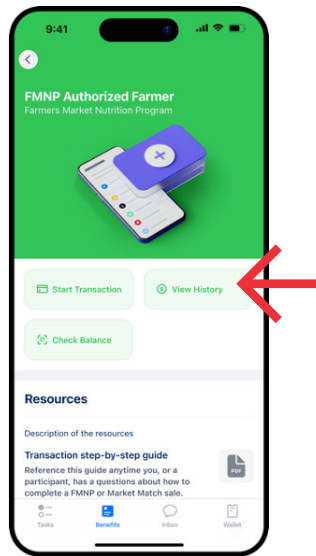 9:41
FMNP Authorized Farmer
Farmers Market Nutrition Program
Start Transaction
View History
Check Balance
Resources
Description of the resources
Transaction step-by-step guide
Reference this guide anytime you, or a
participant, has a questions about how to
complete a FMNP or Market Match sale.
PDF
Tasks
Benefits
Inbox
Wallet